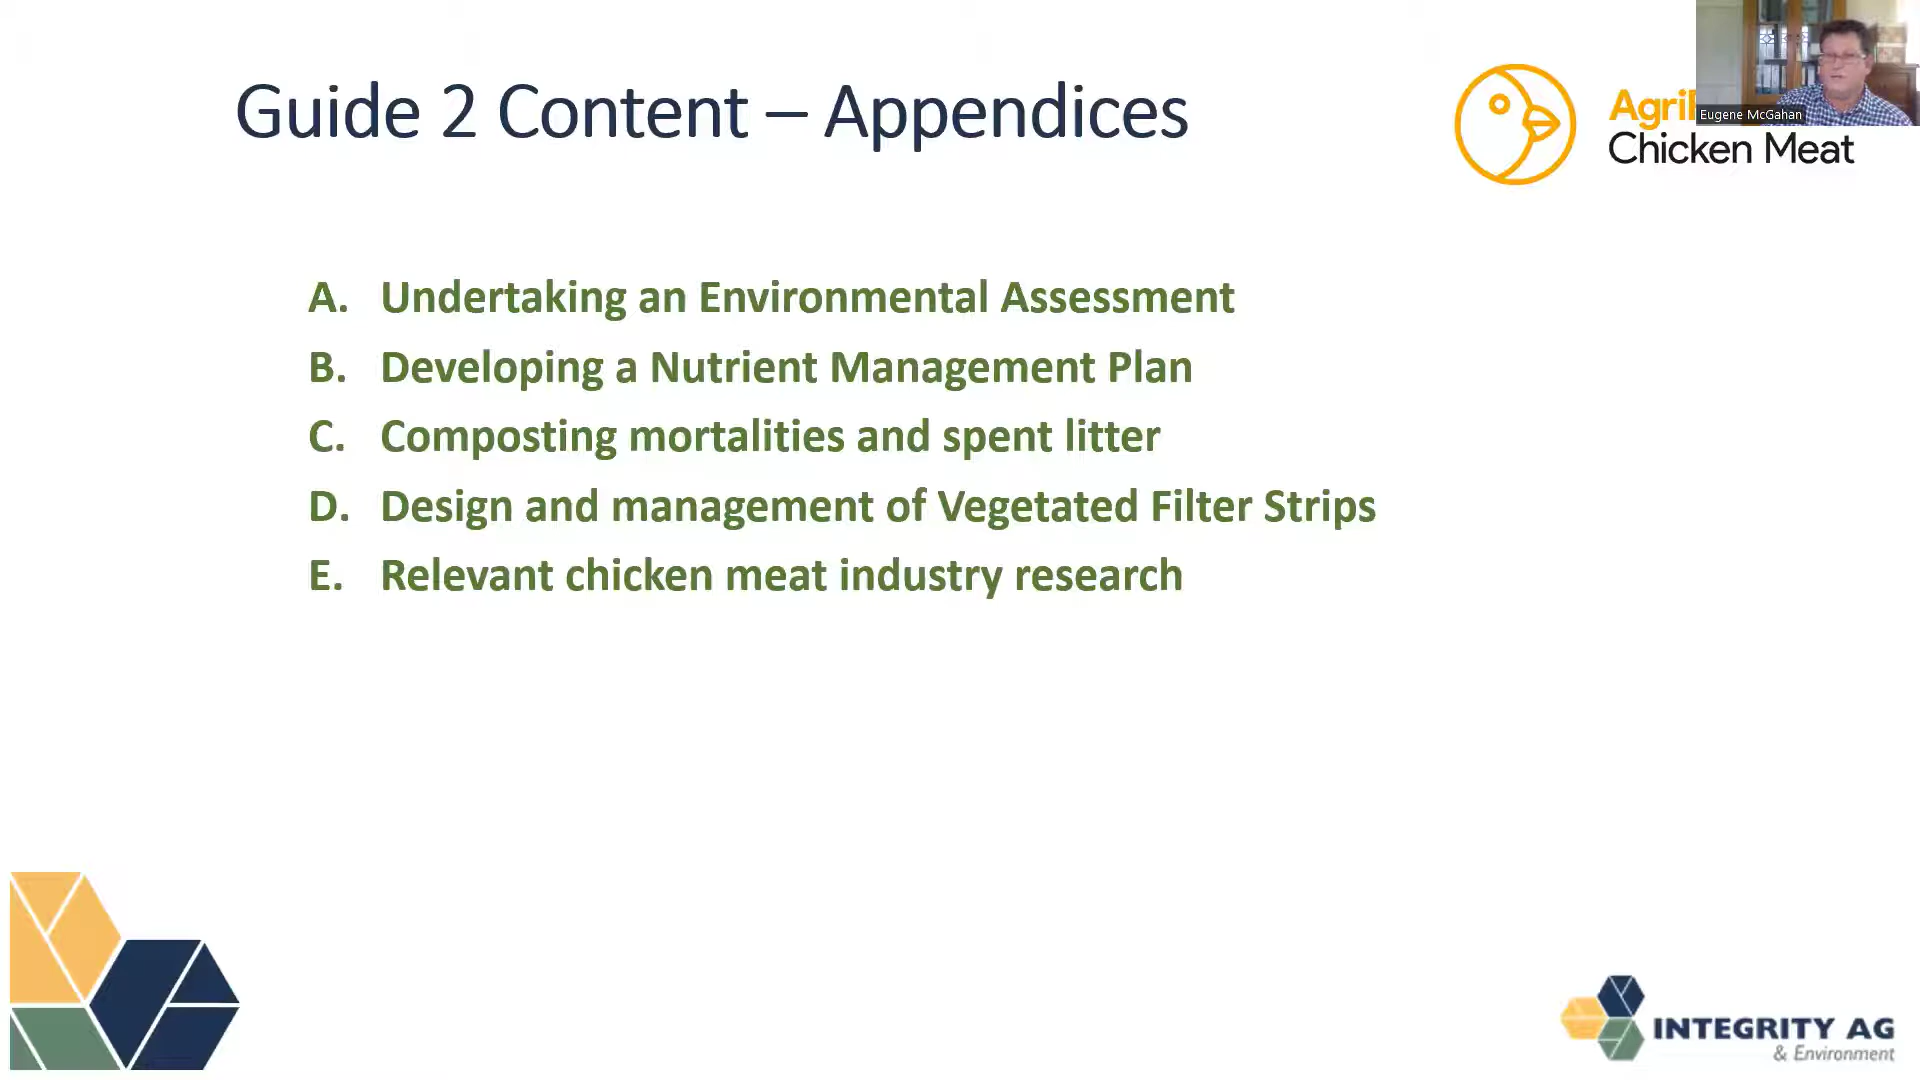 Guide 2 Content – Appendices
Eugene McGahan
Chicken Meat
A. Undertaking an Environmental Assessment
B. Developing a Nutrient Management Plan
C. Composting mortalities and spent litter
D. Design and management of Vegetated Filter Strips
E. Relevant chicken meat industry research
INTEGRITY AG
& Environment